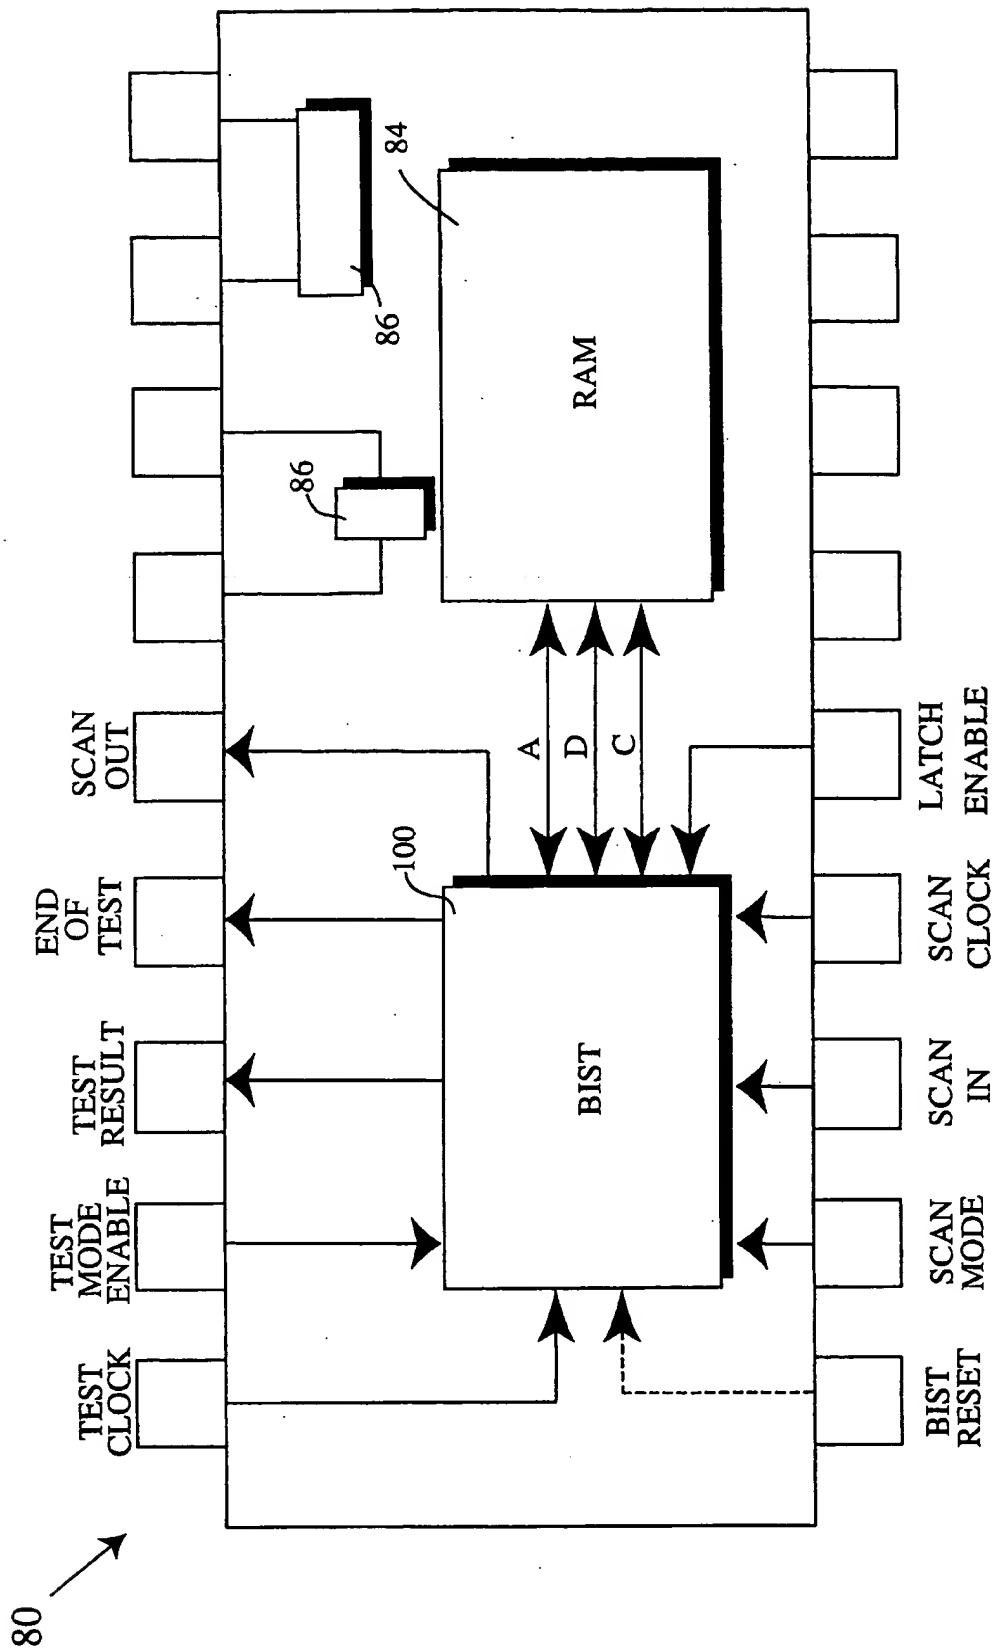 80
TEST
CLOCK
TEST
MODE
ENABLE
TEST
RESULT
END
OF
TEST
SCAN
OUT
86
86
84
100
BIST
A
D
C
RAM
BIST
RESET
SCAN
MODE
SCAN
IN
SCAN
CLOCK
LATCH
ENABLE